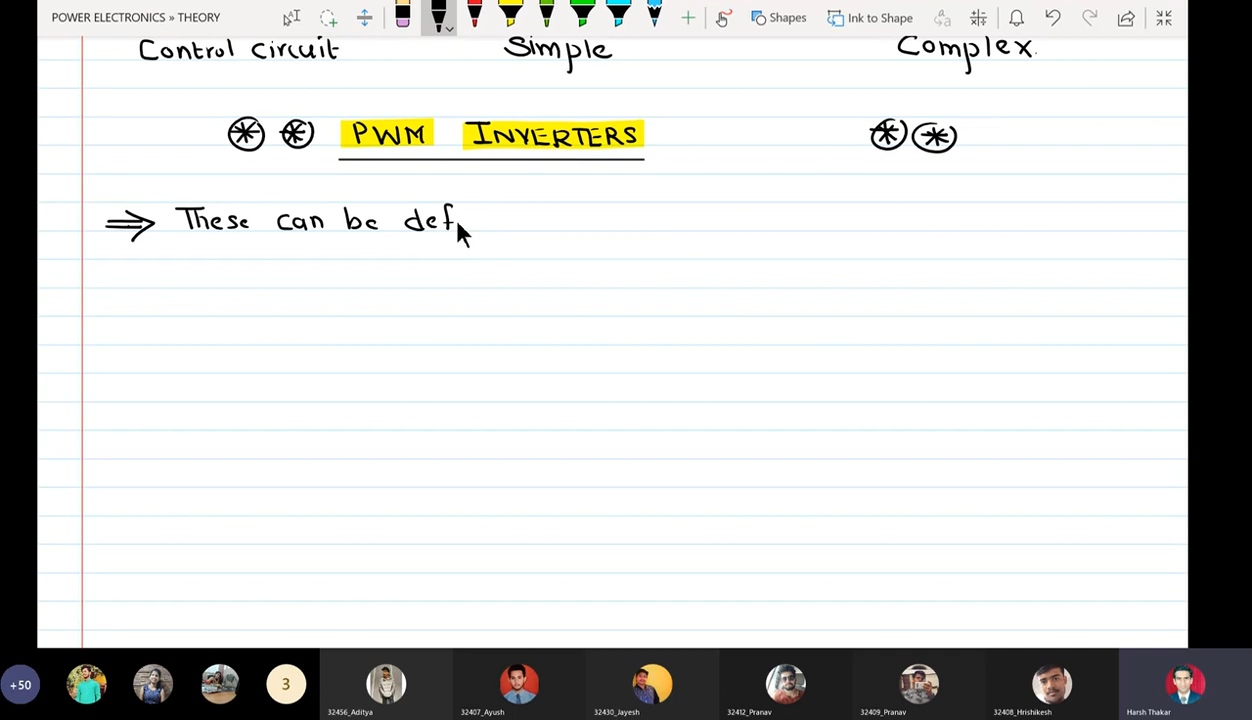 POWER ELECTRONICS » THEORY
Shapes
Ink to Shape
Control circuit Simple Complex.
PWM INVERTERS
⇒ These can be def
+50
3
32456_Aditya
32407_Ayush
32430_Jayesh
32412_Pranav
32409_Pranav
32408_Hrishikesh
Harsh Thakar